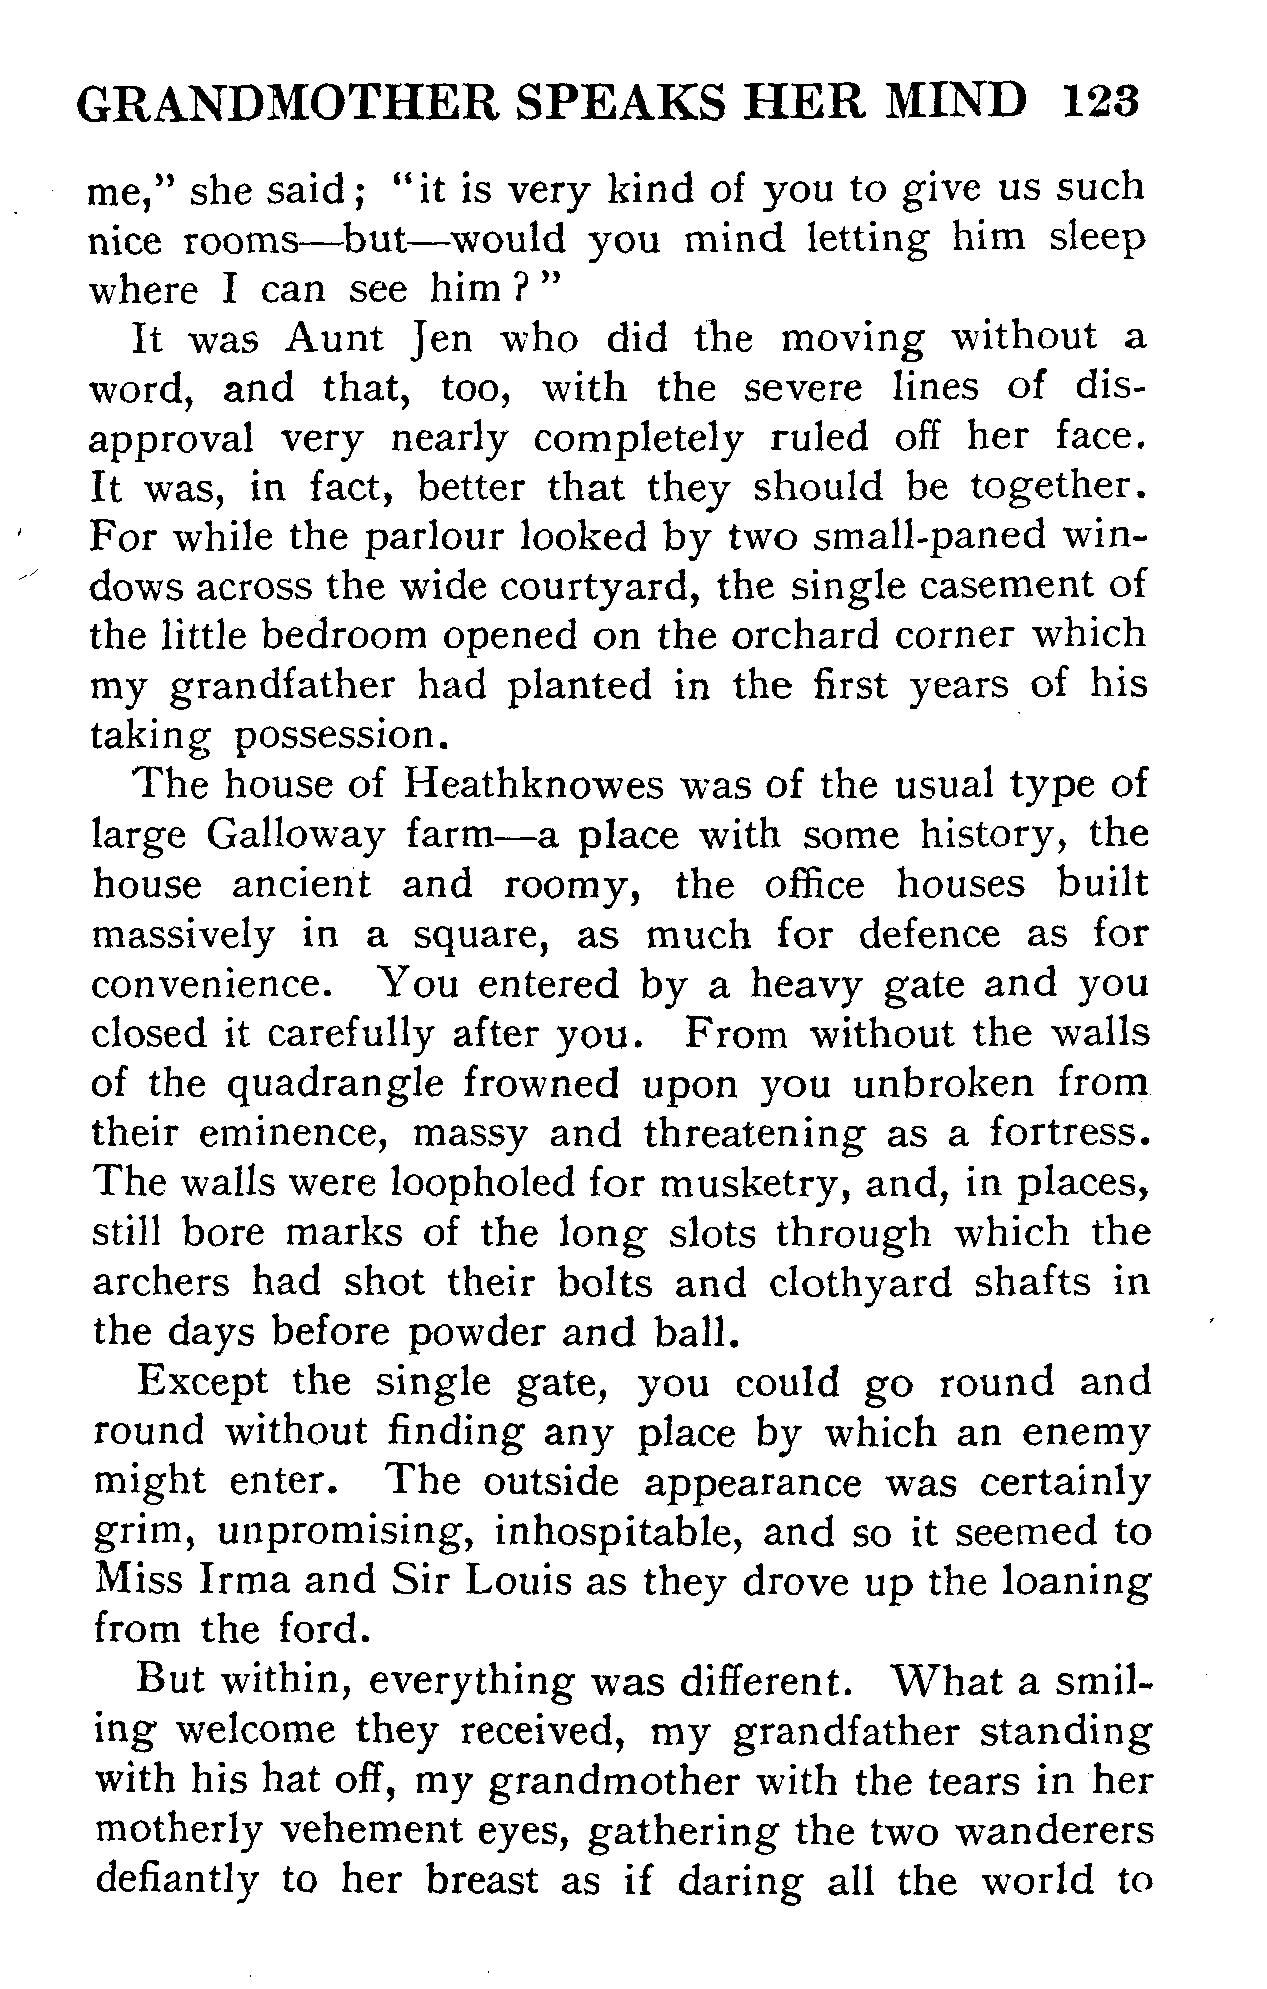 GRANDMOTHER SPEAKS HER MIND 123
me,” she said; “it is very kind of you to give us such
nice rooms—but—would you mind letting him sleep
where I can see him?”
It was Aunt Jen who did the moving without a
word, and that, too, with the severe lines of dis-
approval very nearly completely ruled off her face.
It was, in fact, better that they should be together.
For while the parlour looked by two small-paned win-
dows across the wide courtyard, the single casement of
the little bedroom opened on the orchard corner which
my grandfather had planted in the first years of his
taking possession.
The house of Heathknowes was of the usual type of
large Galloway farm—a place with some history, the
house ancient and roomy, the office houses built
massively in a square, as much for defence as for
convenience. You entered by a heavy gate and you
closed it carefully after you. From without the walls
of the quadrangle frowned upon you unbroken from
their eminence, massy and threatening as a fortress.
The walls were loopholed for musketry, and, in places,
still bore marks of the long slots through which the
archers had shot their bolts and clothyard shafts in
the days before powder and ball.
Except the single gate, you could go round and
round without finding any place by which an enemy
might enter. The outside appearance was certainly
grim, unpromising, inhospitable, and so it seemed to
Miss Irma and Sir Louis as they drove up the loaning
from the ford.
But within, everything was different. What a smil-
ing welcome they received, my grandfather standing
with his hat off, my grandmother with the tears in her
motherly vehement eyes, gathering the two wanderers
defiantly to her breast as if daring all the world to